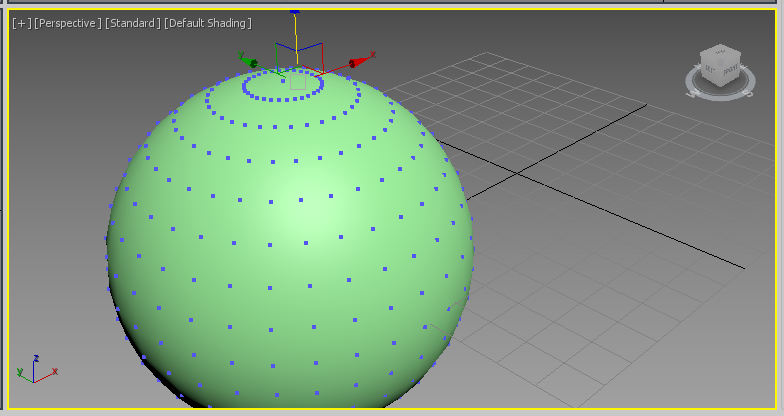 [+] [Perspective] [Standard] [Default Shading]
y
x
z
y
x